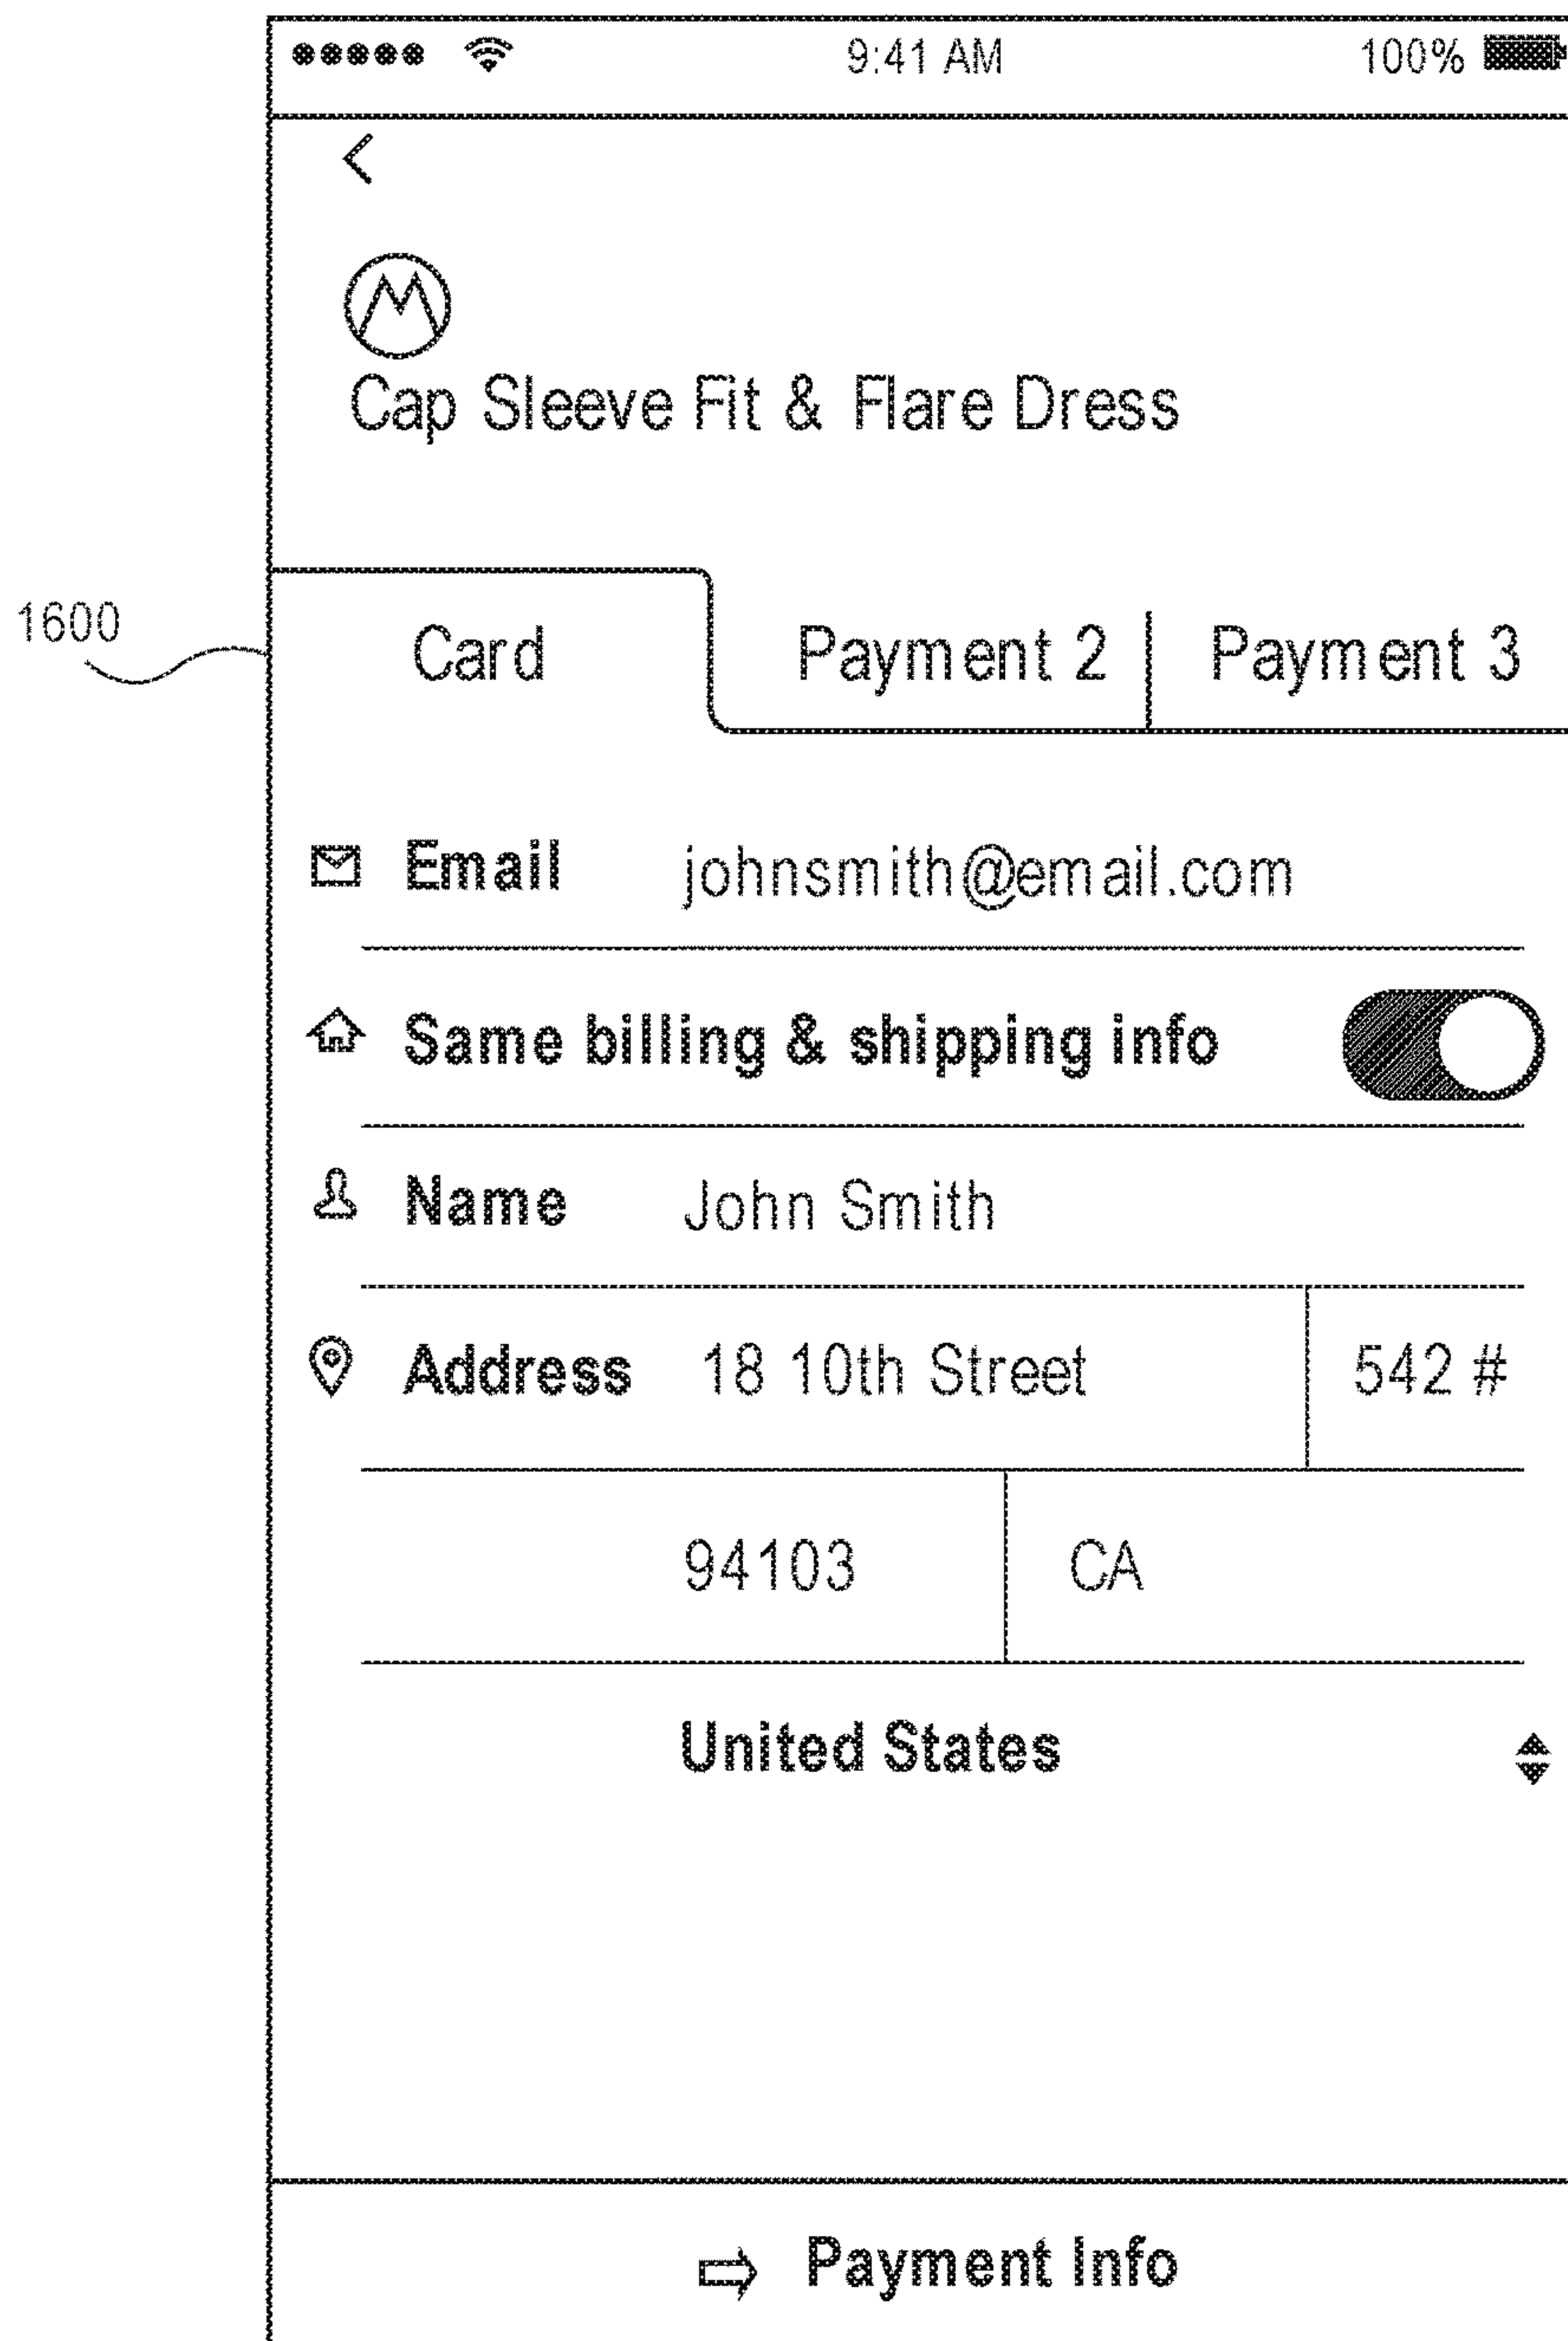 9:41 AM 100%
Cap Sleeve Fit & Flare Dress
1600
Card Payment 2 Payment 3
Email johnsmith@email.com
Same billing & shipping info
Name John Smith
Address 18 10th Street 542 #
94103 CA
United States
Payment Info